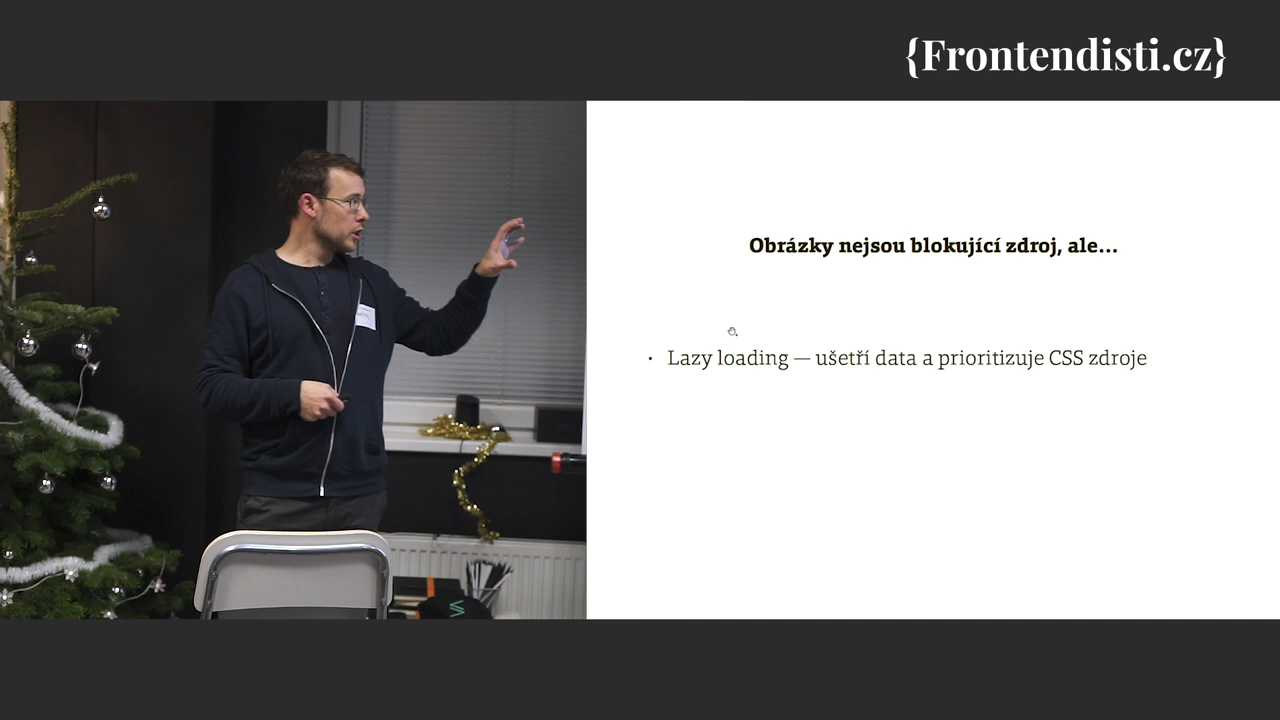 {Frontendisti.cz}
Obrázky nejsou blokující zdroj, ale…
• Lazy loading — ušetří data a prioritizuje CSS zdroje